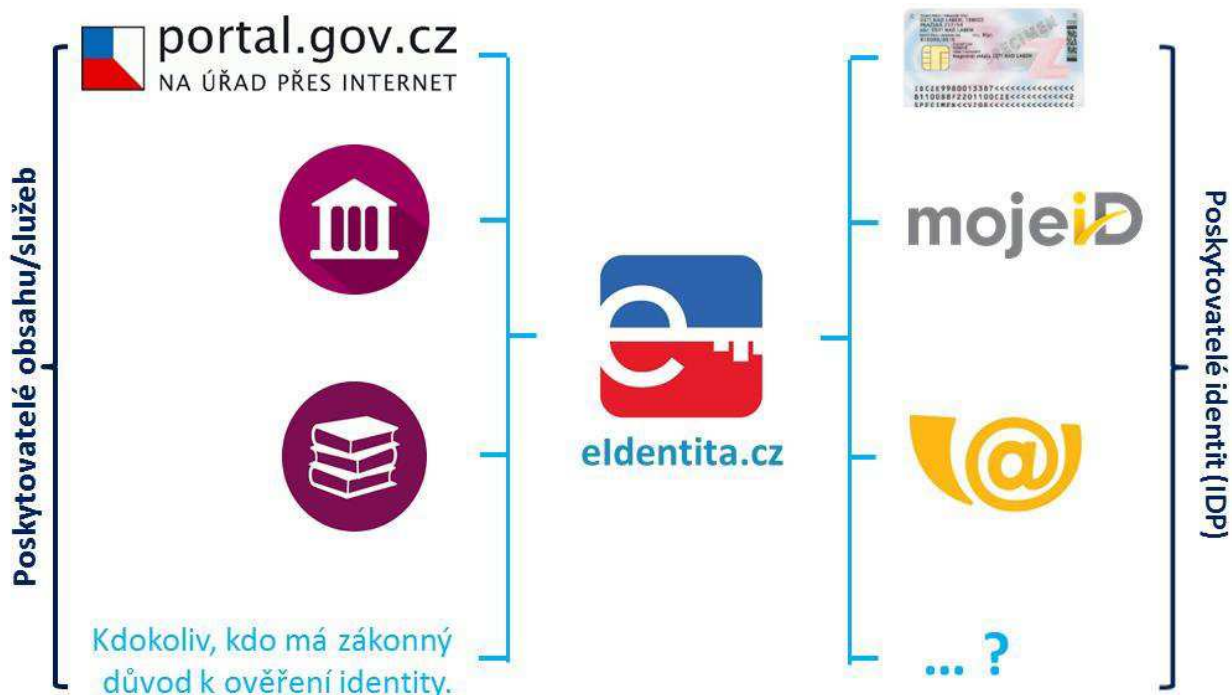 portal.gov.cz
NA ÚŘAD PŘES INTERNET
Poskytovatelé obsahu/služeb
Kdokoliv, kdo má zákonný
důvod k ověření identity.
eIdentita.cz
SPECIMEN
mojeiD
@
... ?
Poskytovatelé identit (IDP)